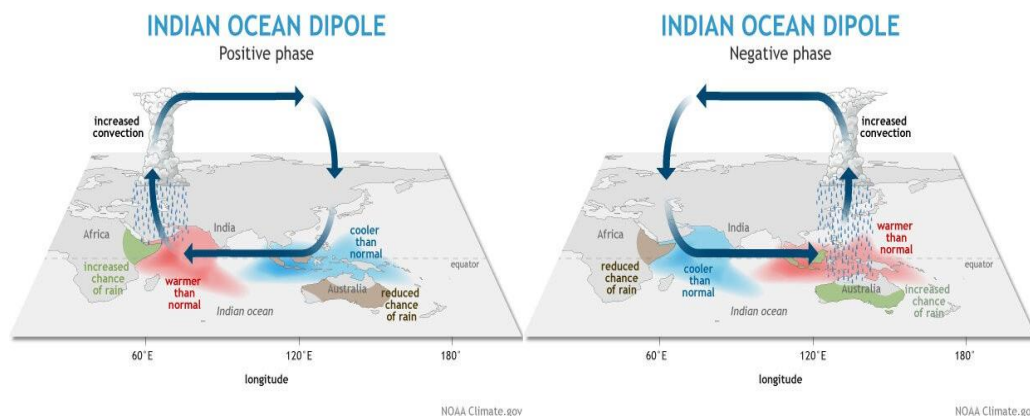 INDIAN OCEAN DIPOLE
Positive phase
increased
convection
Africa
India
cooler
than
normal
equator
increased
chance
of rain
warmer
than
normal
Australia
reduced
chance
of rain
Indian ocean
60°E
120°E
180°
longitude
NOAA Climate.gov
INDIAN OCEAN DIPOLE
Negative phase
increased
convection
Africa
India
warmer
than
normal
equator
reduced
chance
of rain
cooler
than
normal
Australia
increased
chance
of rain
Indian ocean
60°E
120°E
180°
longitude
NOAA Climate.gov